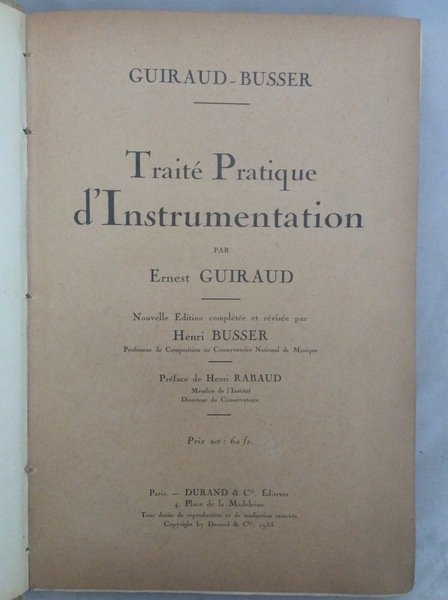 GUIRAUD-BUSSER
Traité Pratique
d'Instrumentation
PAR
Ernest GUIRAUD
Nouvelle Edition complétée et révisée par
Henri BUSSER
Professeur de Composition au Conservatoire National de Musique
Préface de Henri RABAUD
Membre de l'Institut
Directeur du Conservatoire
Prix net : 60 fr.
Paris. — DURAND & Cie, Éditeurs
4, Place de la Madeleine
Tous droits de reproduction et de traduction réservés
Copyright by Durand & Cie, 1933